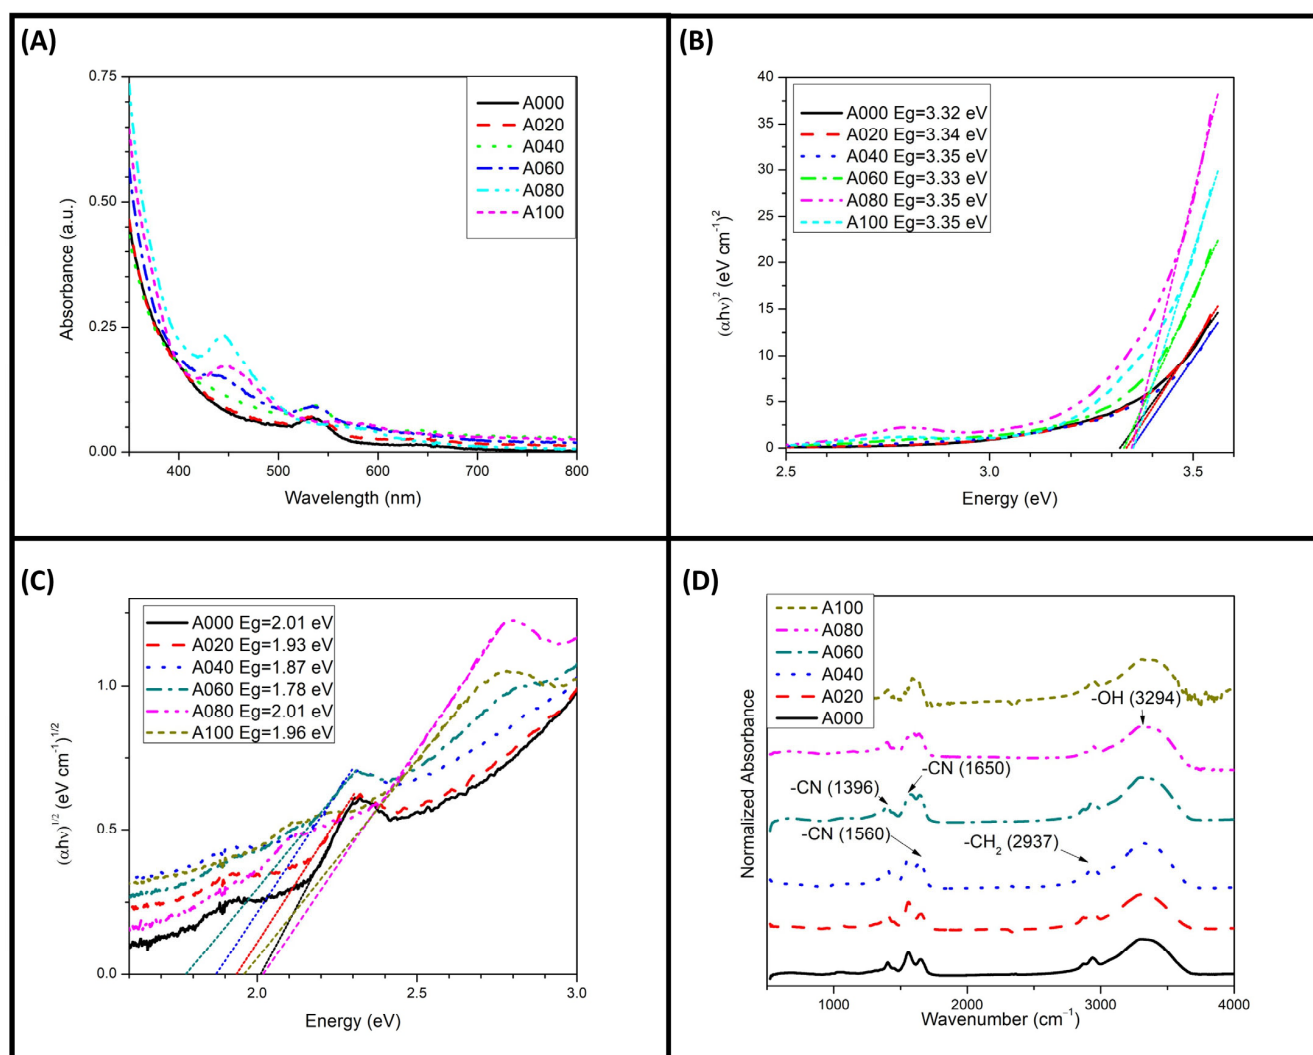 (A)
0.75
0.50
0.25
0.00
400
500
600
700
800
Absorbance (a.u.)
Wavelength (nm)
A000
A020
A040
A060
A080
A100
(B)
40
35
30
25
20
15
10
5
0
2.5
3.0
3.5
(αhν)² (eV cm⁻¹)²
Energy (eV)
A000 Eg=3.32 eV
A020 Eg=3.34 eV
A040 Eg=3.35 eV
A060 Eg=3.33 eV
A080 Eg=3.35 eV
A100 Eg=3.35 eV
(C)
1.0
0.5
0.0
2.0
2.5
3.0
(αhν)^1/2 (eV cm⁻¹)^1/2
Energy (eV)
A000 Eg=2.01 eV
A020 Eg=1.93 eV
A040 Eg=1.87 eV
A060 Eg=1.78 eV
A080 Eg=2.01 eV
A100 Eg=1.96 eV
(D)
A100
A080
A060
A040
A020
A000
-OH (3294)
-CN (1650)
-CN (1396)
-CN (1560)
-CH₂ (2937)
Normalized Absorbance
1000
2000
3000
4000
Wavenumber (cm⁻¹)